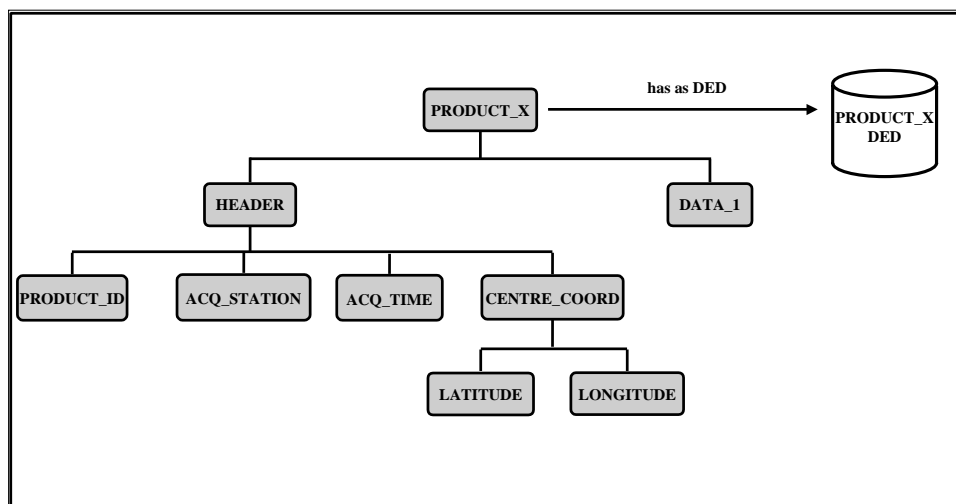 has as DED
PRODUCT_X
PRODUCT_X
DED
HEADER
DATA_1
PRODUCT_ID
ACQ_STATION
ACQ_TIME
CENTRE_COORD
LATITUDE
LONGITUDE